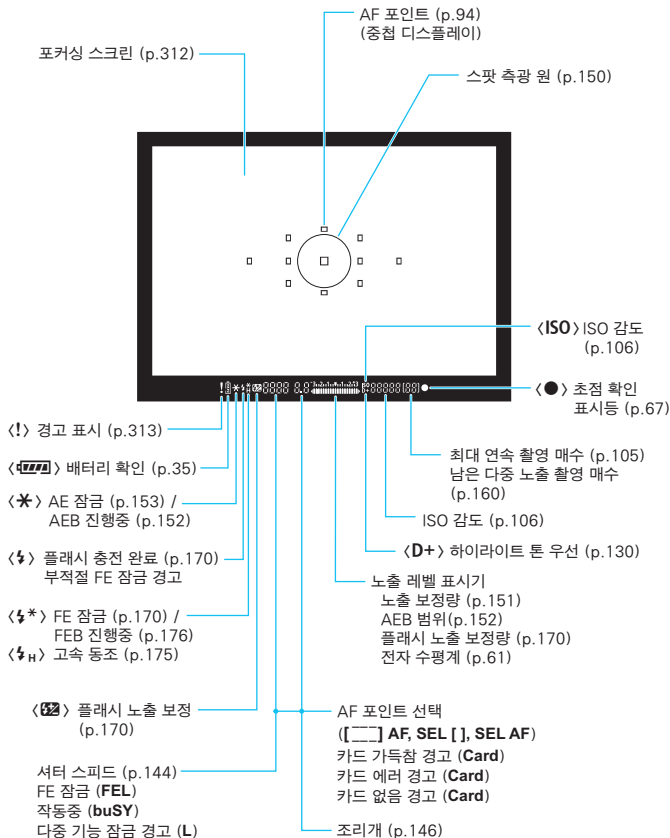 AF 포인트 (p.94)
(중첩 디스플레이)
포커싱 스크린 (p.312)
스팟 측광 원 (p.150)
〈ISO〉ISO 감도
(p.106)
〈●〉 초점 확인
표시등 (p.67)
〈!〉 경고 표시 (p.313)
최대 연속 촬영 매수 (p.105)
남은 다중 노출 촬영 매수
(p.160)
〈 〉 배터리 확인 (p.35)
〈✱〉 AE 잠금 (p.153) /
AEB 진행중 (p.152)
ISO 감도 (p.106)
〈D+〉 하이라이트 톤 우선 (p.130)
〈⚡〉 플래시 충전 완료 (p.170)
부적절 FE 잠금 경고
노출 레벨 표시기
노출 보정량 (p.151)
AEB 범위(p.152)
플래시 노출 보정량 (p.170)
전자 수평계 (p.61)
〈⚡*〉 FE 잠금 (p.170) /
FEB 진행중 (p.176)
〈⚡H〉 고속 동조 (p.175)
〈 〉 플래시 노출 보정
(p.170)
AF 포인트 선택
([ ] AF, SEL [ ], SEL AF)
카드 가득참 경고 (Card)
카드 에러 경고 (Card)
카드 없음 경고 (Card)
셔터 스피드 (p.144)
FE 잠금 (FEL)
작동중 (buSY)
다중 기능 잠금 경고 (L)
조리개 (p.146)